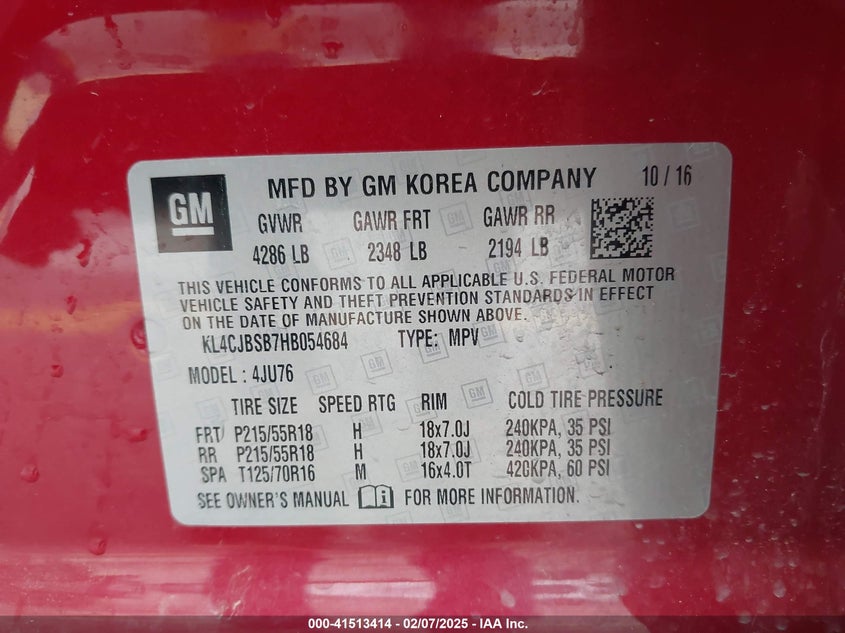 GM
MFD BY GM KOREA COMPANY 10 / 16
GVWR GAWR FRT GAWR RR
4286 LB 2348 LB 2194 LB
THIS VEHICLE CONFORMS TO ALL APPLICABLE U.S. FEDERAL MOTOR
VEHICLE SAFETY AND THEFT PREVENTION STANDARDS IN EFFECT
ON THE DATE OF MANUFACTURE SHOWN ABOVE.
KL4CJBSB7HB054684 TYPE: MPV
MODEL : 4JU76
TIRE SIZE SPEED RTG RIM COLD TIRE PRESSURE
FRT P215/55R18 H 18x7.0J 240KPA, 35 PSI
RR P215/55R18 H 18x7.0J 240KPA, 35 PSI
SPA T125/70R16 M 16x4.0T 420KPA, 60 PSI
SEE OWNER'S MANUAL FOR MORE INFORMATION.
000-41513414 - 02/07/2025 - IAA Inc.